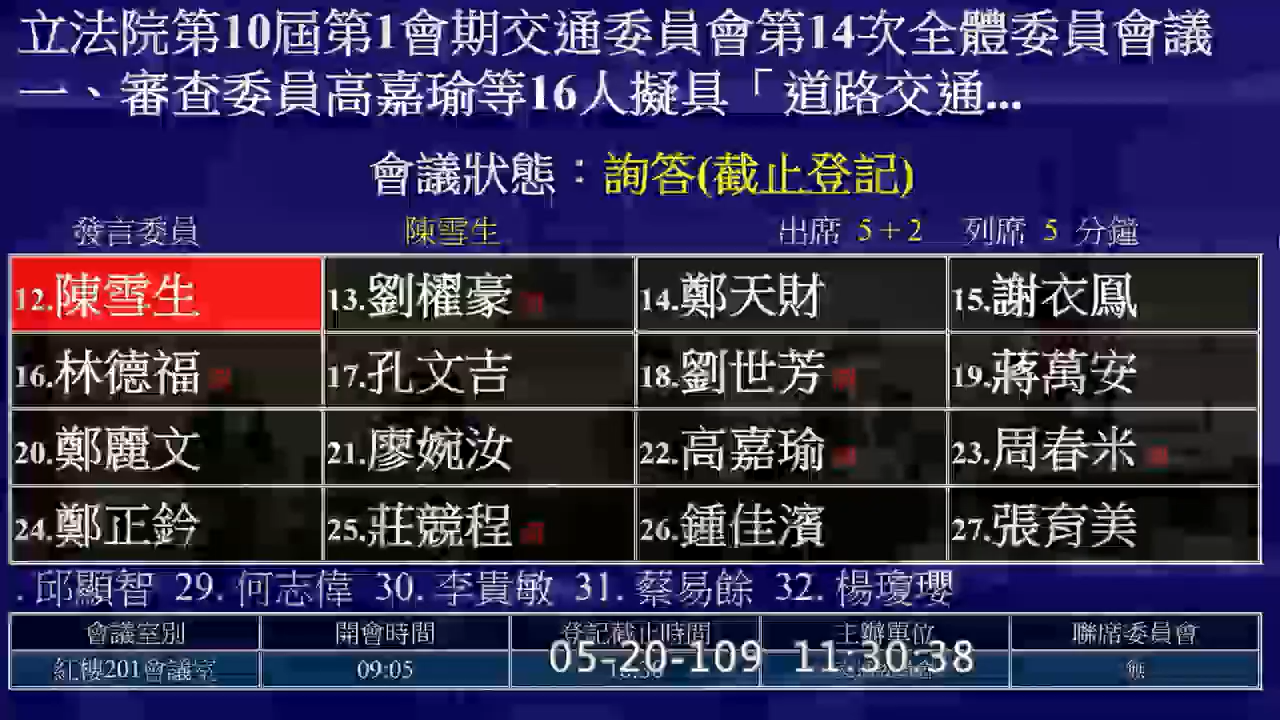 立法院第10屆第1會期交通委員會第14次全體委員會議
一、審查委員高嘉瑜等16人擬具「道路交通...
會議狀態：詢答(截止登記)
發言委員 陳雪生 出席 5+2 列席 5 分鐘
12.陳雪生 13.劉櫂豪 14.鄭天財 15.謝衣鳳
16.林德福 17.孔文吉 18.劉世芳 19.蔣萬安
20.鄭麗文 21.廖婉汝 22.高嘉瑜 23.周春米
24.鄭正鈐 25.莊競程 26.鍾佳濱 27.張育美
. 邱顯智 29. 何志偉 30. 李貴敏 31. 蔡易餘 32. 楊瓊瓔
會議室別 開會時間 登記截止時間 主辦單位 聯席委員會
紅樓201會議室 09:05 無
05-20-109 11:30:38